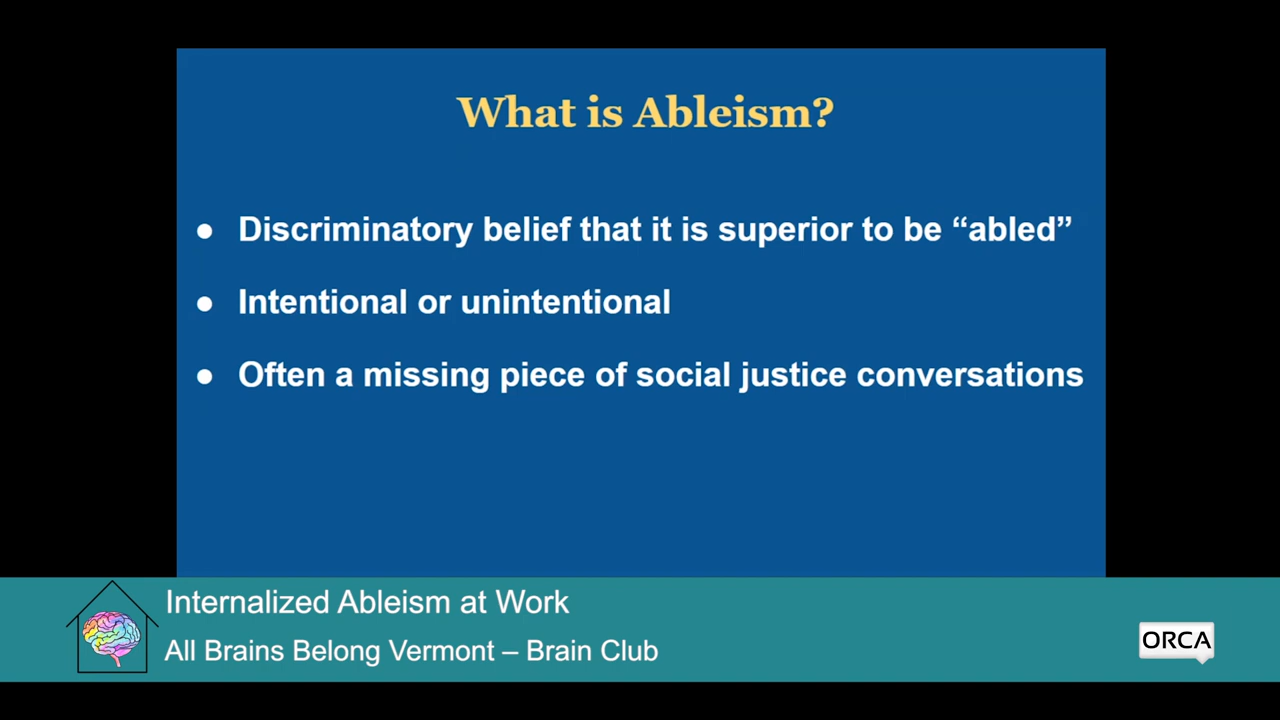 What is Ableism?
● Discriminatory belief that it is superior to be “abled”
● Intentional or unintentional
● Often a missing piece of social justice conversations
Internalized Ableism at Work
All Brains Belong Vermont – Brain Club
ORCA